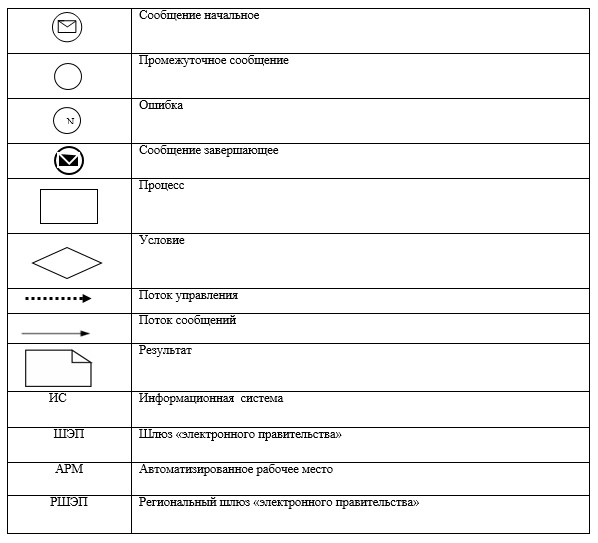 Сообщение начальное
Промежуточное сообщение
Ошибка
N
Сообщение завершающее
Процесс
Условие
Поток управления
Поток сообщений
Результат
ИС Информационная система
ШЭП Шлюз «электронного правительства»
АРМ Автоматизированное рабочее место
РШЭП Региональный шлюз «электронного правительства»